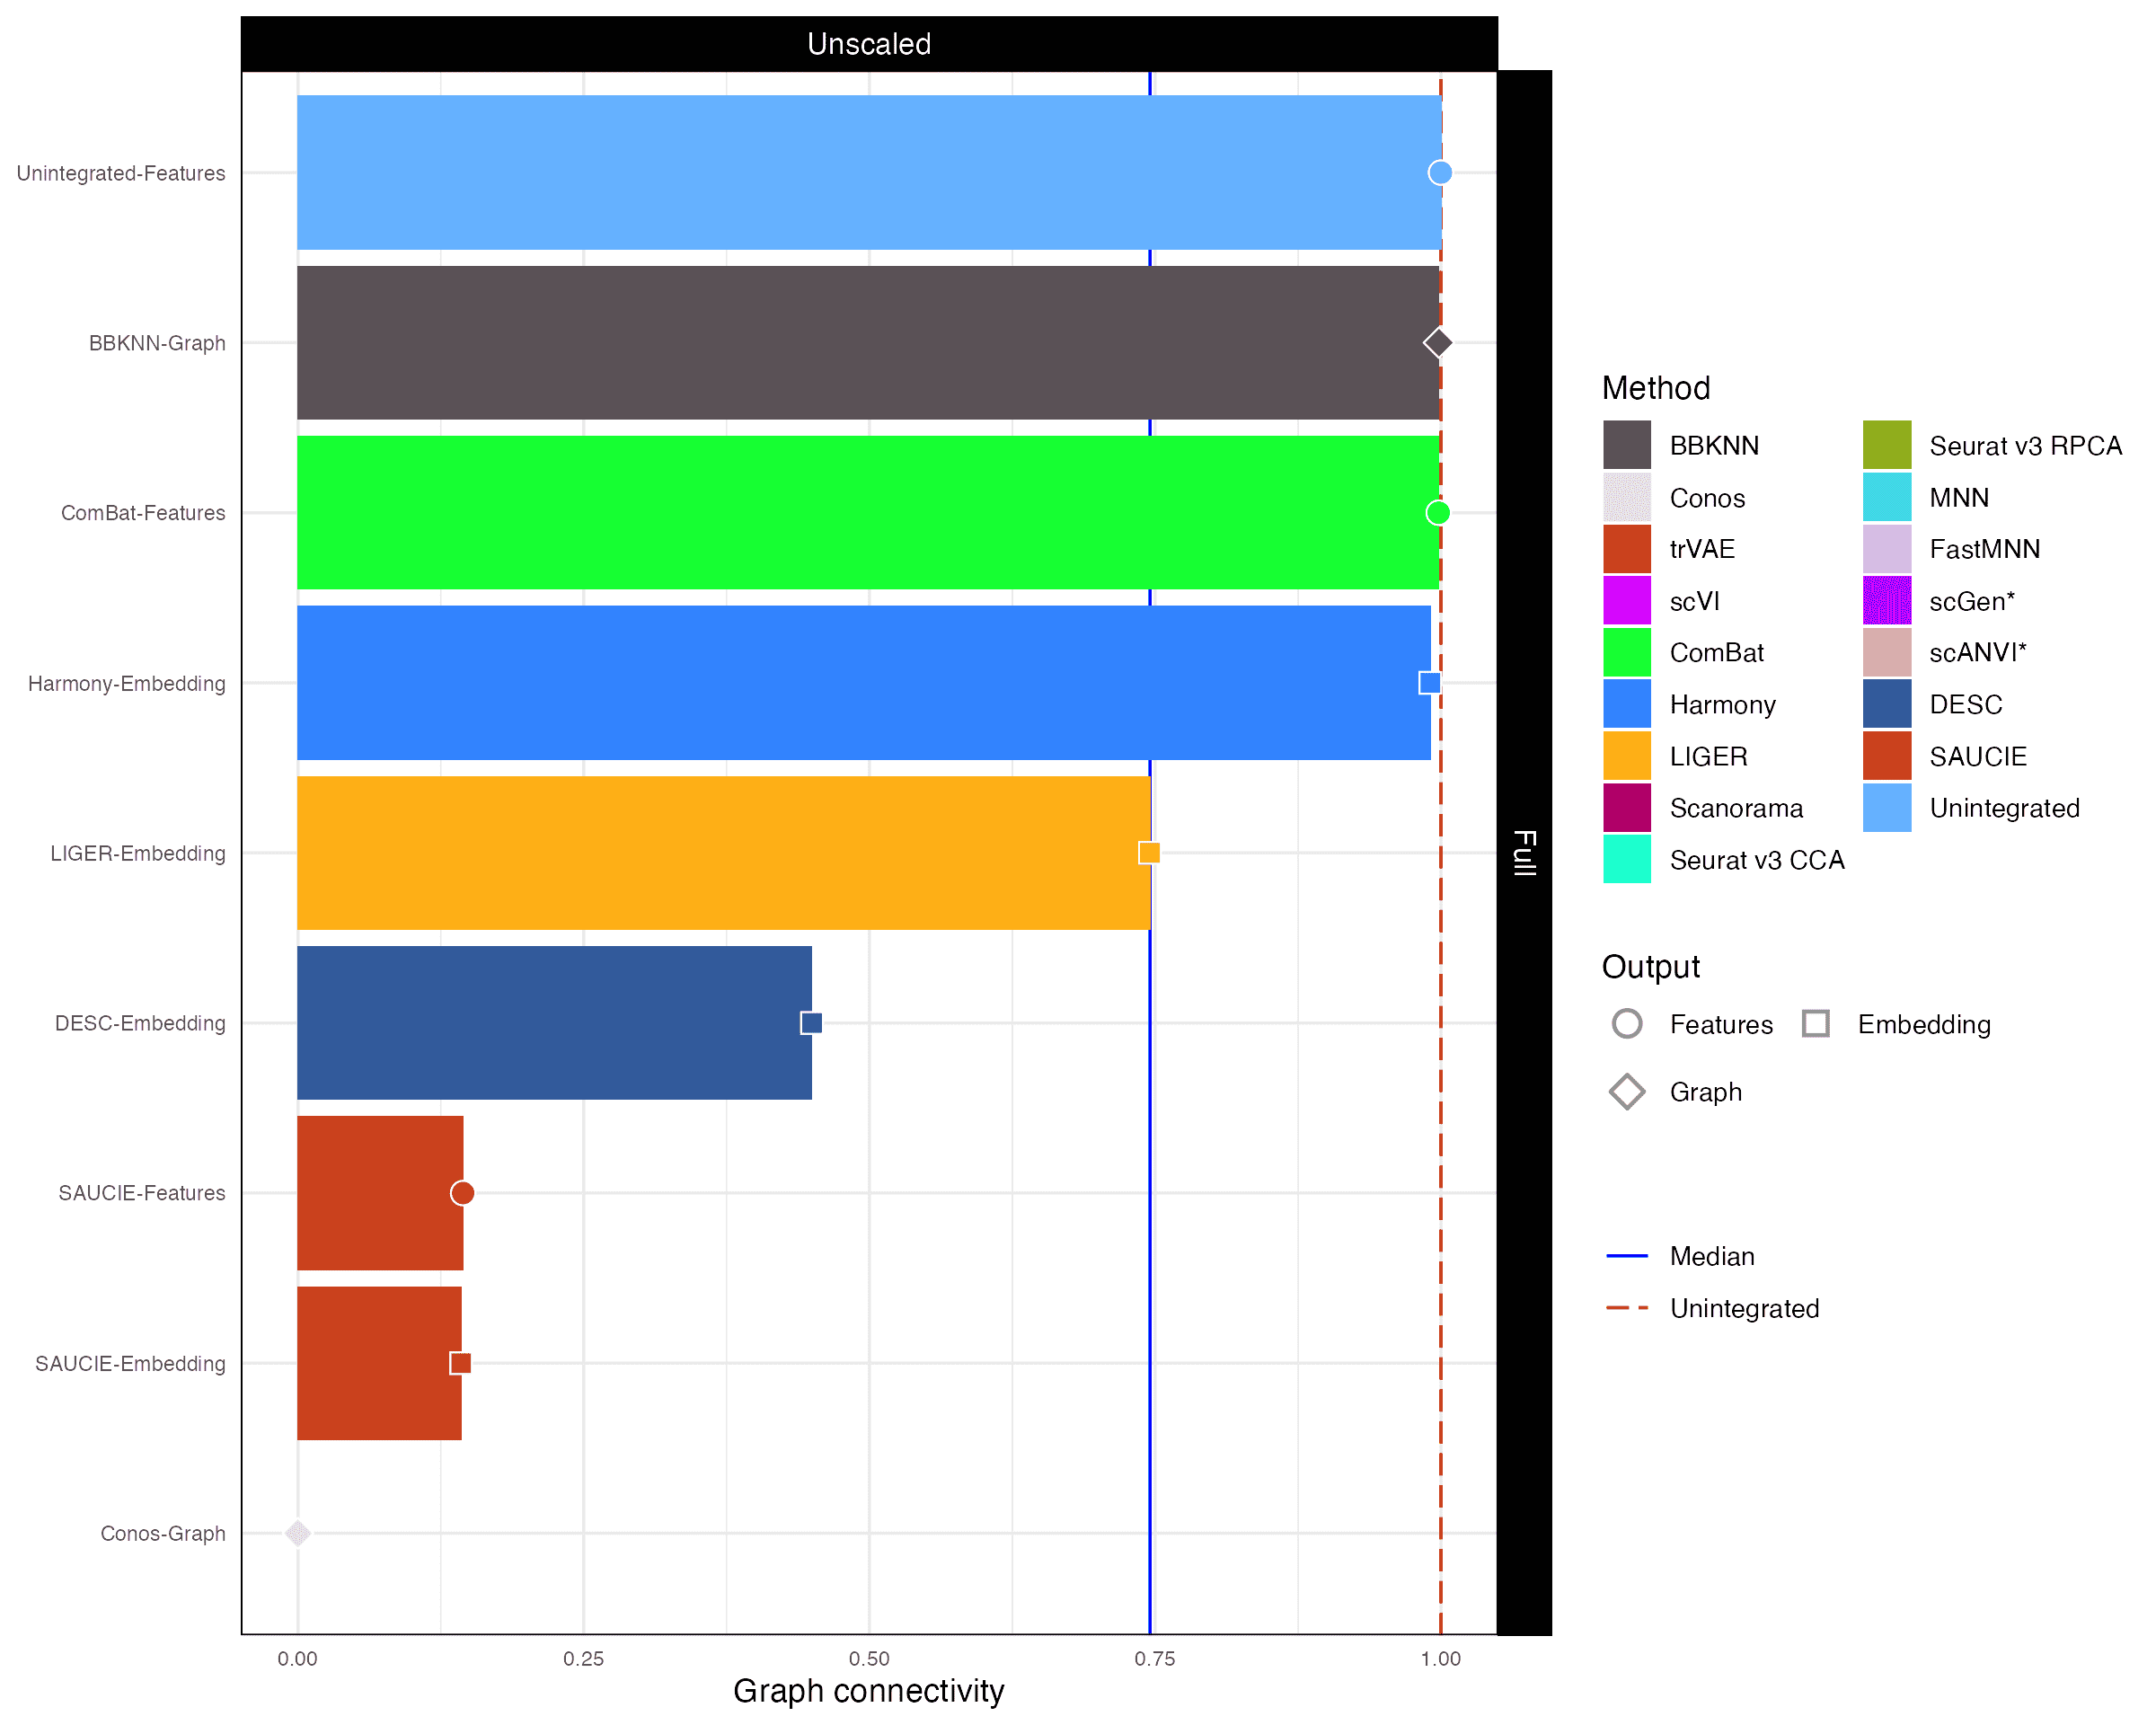 Unscaled
Unintegrated-Features
BBKNN-Graph
ComBat-Features
Harmony-Embedding
LIGER-Embedding
DESC-Embedding
SAUCIE-Features
SAUCIE-Embedding
Conos-Graph
0.00 0.25 0.50 0.75 1.00
Graph connectivity
Full
Method
BBKNN
Conos
trVAE
scVI
ComBat
Harmony
LIGER
Scanorama
Seurat v3 CCA
Seurat v3 RPCA
MNN
FastMNN
scGen*
scANVI*
DESC
SAUCIE
Unintegrated
Output
Features
Embedding
Graph
Median
Unintegrated